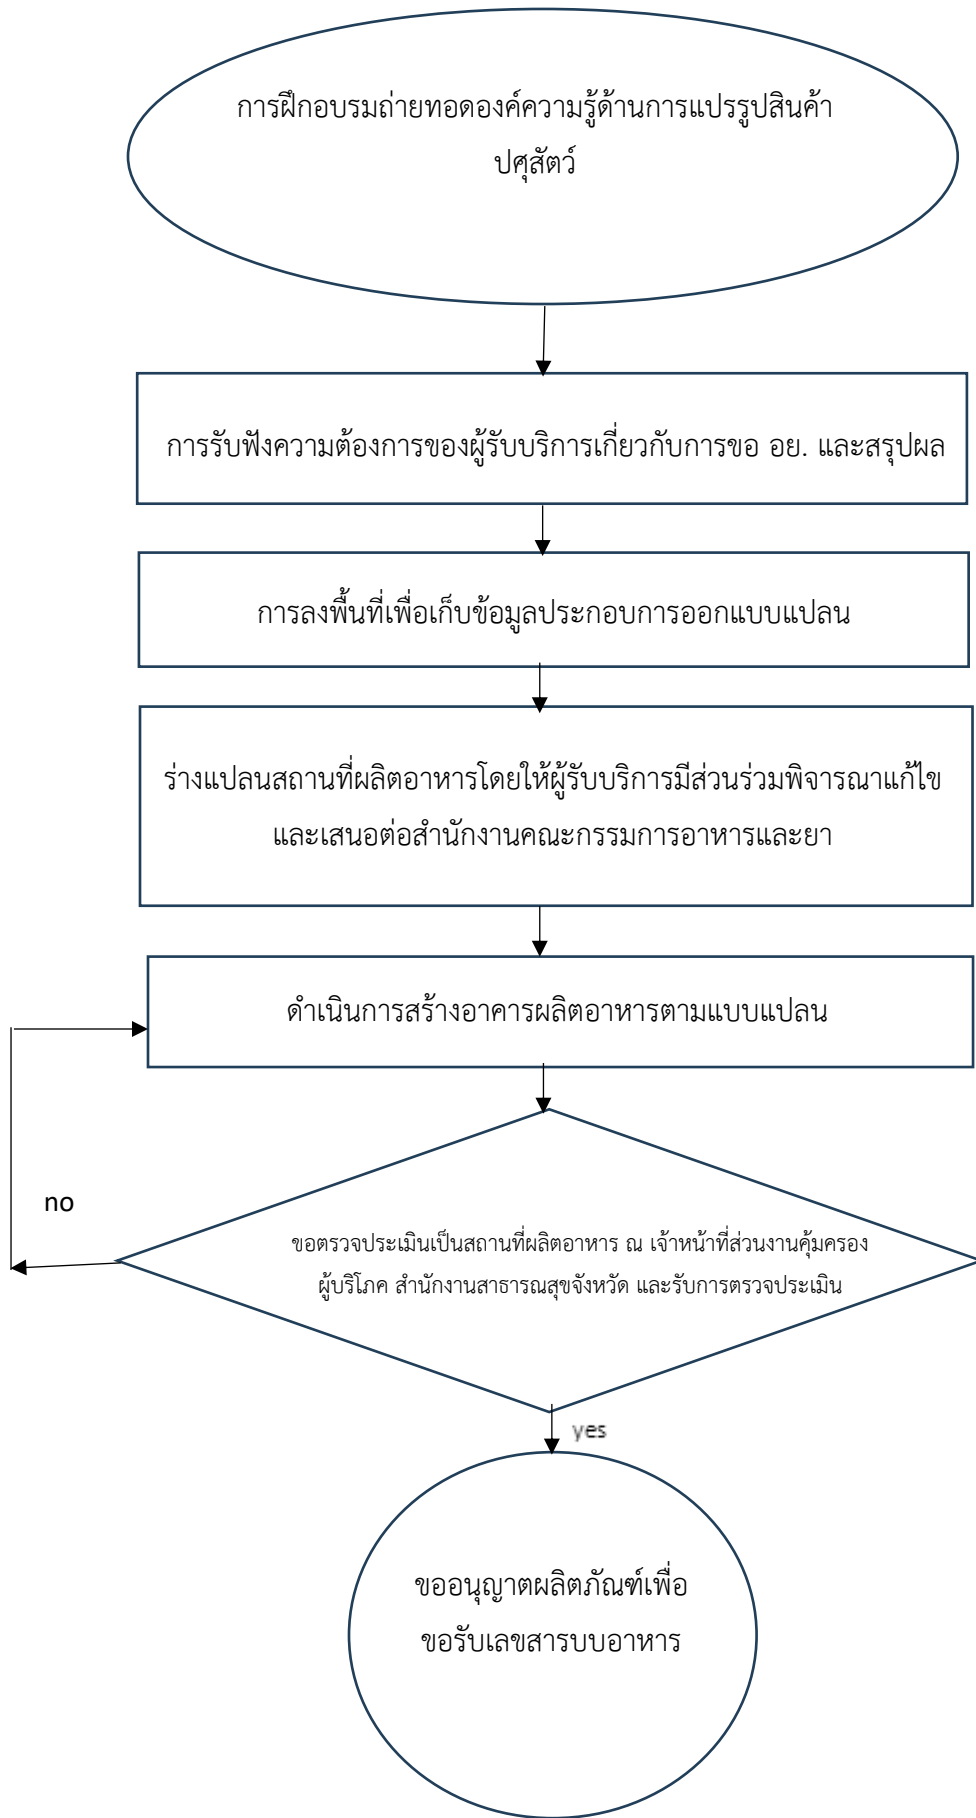 การฝึกอบรมถ่ายทอดองค์ความรู้ด้านการแปรรูปสินค้า
ปศุสัตว์
การรับฟังความต้องการของผู้รับบริการเกี่ยวกับการขอ อย. และสรุปผล
การลงพื้นที่เพื่อเก็บข้อมูลประกอบการออกแบบแปลน
ร่างแปลนสถานที่ผลิตอาหารโดยให้ผู้รับบริการมีส่วนร่วมพิจารณาแก้ไข
และเสนอต่อสำนักงานคณะกรรมการอาหารและยา
ดำเนินการสร้างอาคารผลิตอาหารตามแบบแปลน
no
ขอตรวจประเมินเป็นสถานที่ผลิตอาหาร ณ เจ้าหน้าที่ส่วนงานคุ้มครอง
ผู้บริโภค สำนักงานสาธารณสุขจังหวัด และรับการตรวจประเมิน
yes
ขออนุญาตผลิตภัณฑ์เพื่อ
ขอรับเลขสารบบอาหาร